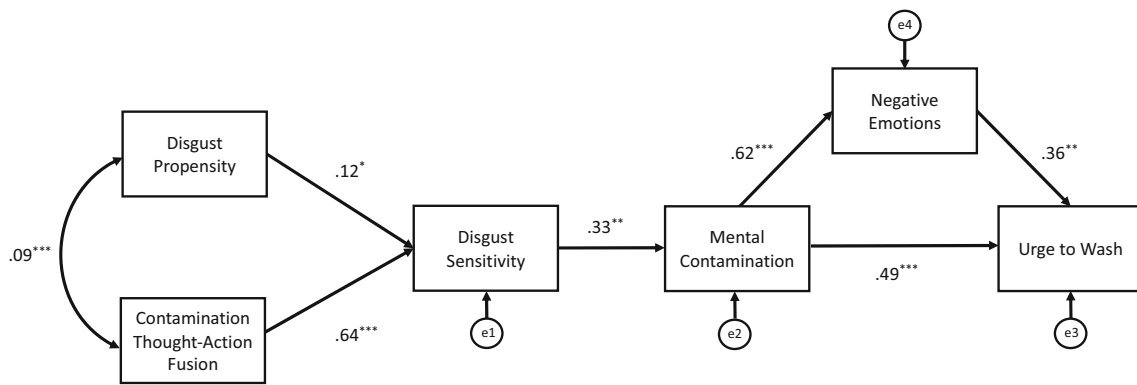 e4
Negative
Emotions
Disgust
Propensity
.12*
.62***
.36**
.09***
Disgust
Sensitivity
.33**
Mental
Contamination
.49***
Urge to Wash
Contamination
Thought-Action
Fusion
.64***
e1
e2
e3